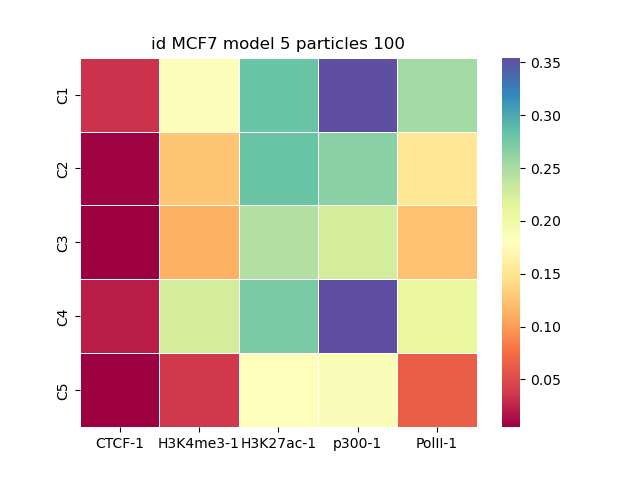 id MCF7 model 5 particles 100
C1
C2
C3
C4
C5
CTCF-1 H3K4me3-1 H3K27ac-1 p300-1 PolII-1
0.35
0.30
0.25
0.20
0.15
0.10
0.05